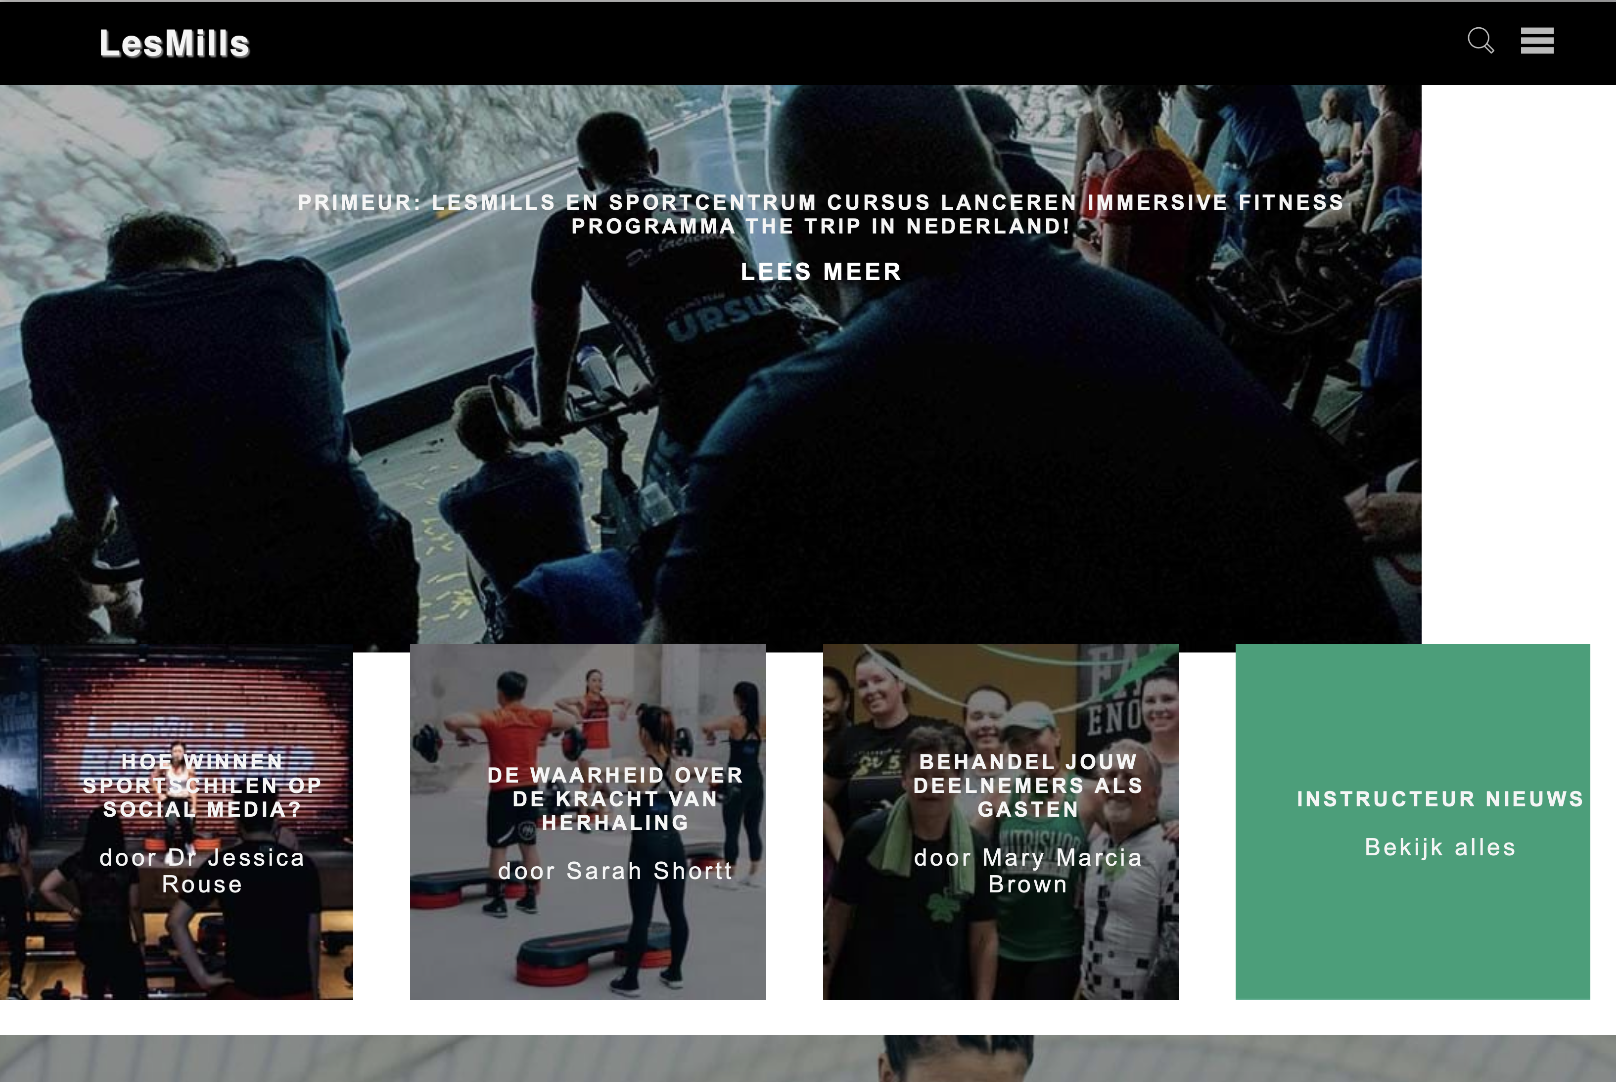 LesMills
PRIMEUR: LESMILLS EN SPORTCENTRUM CURSUS LANCEREN IMMERSIVE FITNESS
PROGRAMMA THE TRIP IN NEDERLAND!
LEES MEER
URSU
HOE WINNEN
SPORTSCHILEN OP
SOCIAL MEDIA?
door Dr Jessica
Rouse
DE WAARHEID OVER
DE KRACHT VAN
HERHALING
door Sarah Shortt
BEHANDEL JOUW
DEELNEMERS ALS
GASTEN
door Mary Marcia
Brown
INSTRUCTEUR NIEUWS
Bekijk alles